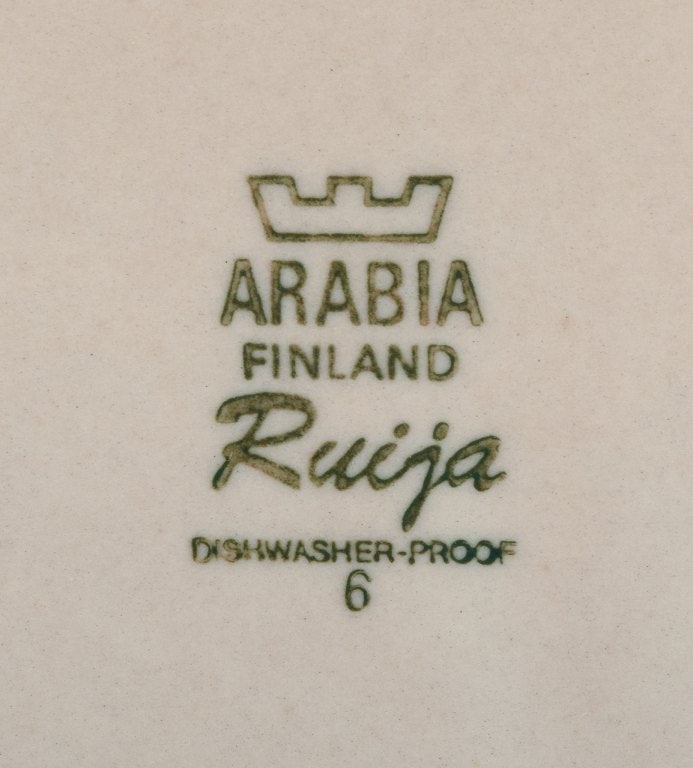 ARABIA
FINLAND
Ruija
DISHWASHER-PROOF
6